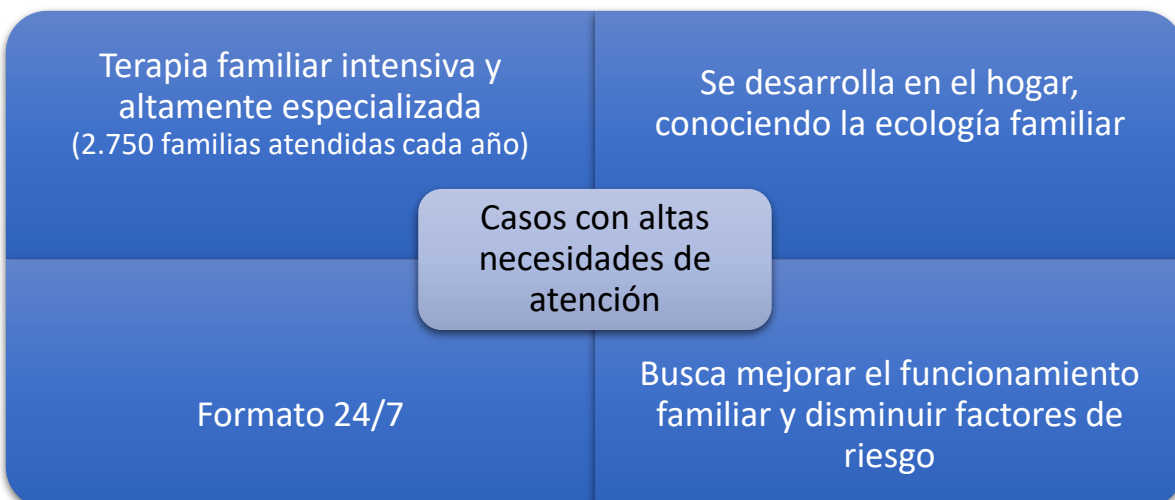 Terapia familiar intensiva y
altamente especializada
(2.750 familias atendidas cada año)
Se desarrolla en el hogar,
conociendo la ecología familiar
Casos con altas
necesidades de
atención
Formato 24/7
Busca mejorar el funcionamiento
familiar y disminuir factores de
riesgo